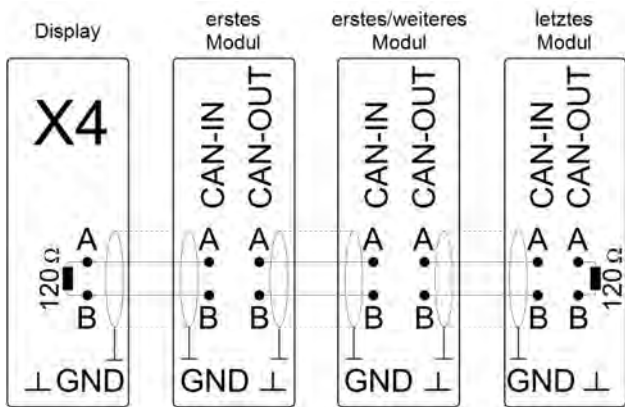 Display
erstes
Modul
erstes/weiteres
Modul
letztes
Modul
X4
CAN-IN
CAN-OUT
CAN-IN
CAN-OUT
CAN-IN
CAN-OUT
A
A A
A A
A A
120 Ω
120 Ω
B
B B
B B
B B
⊥ GND
GND ⊥
GND ⊥
GND ⊥